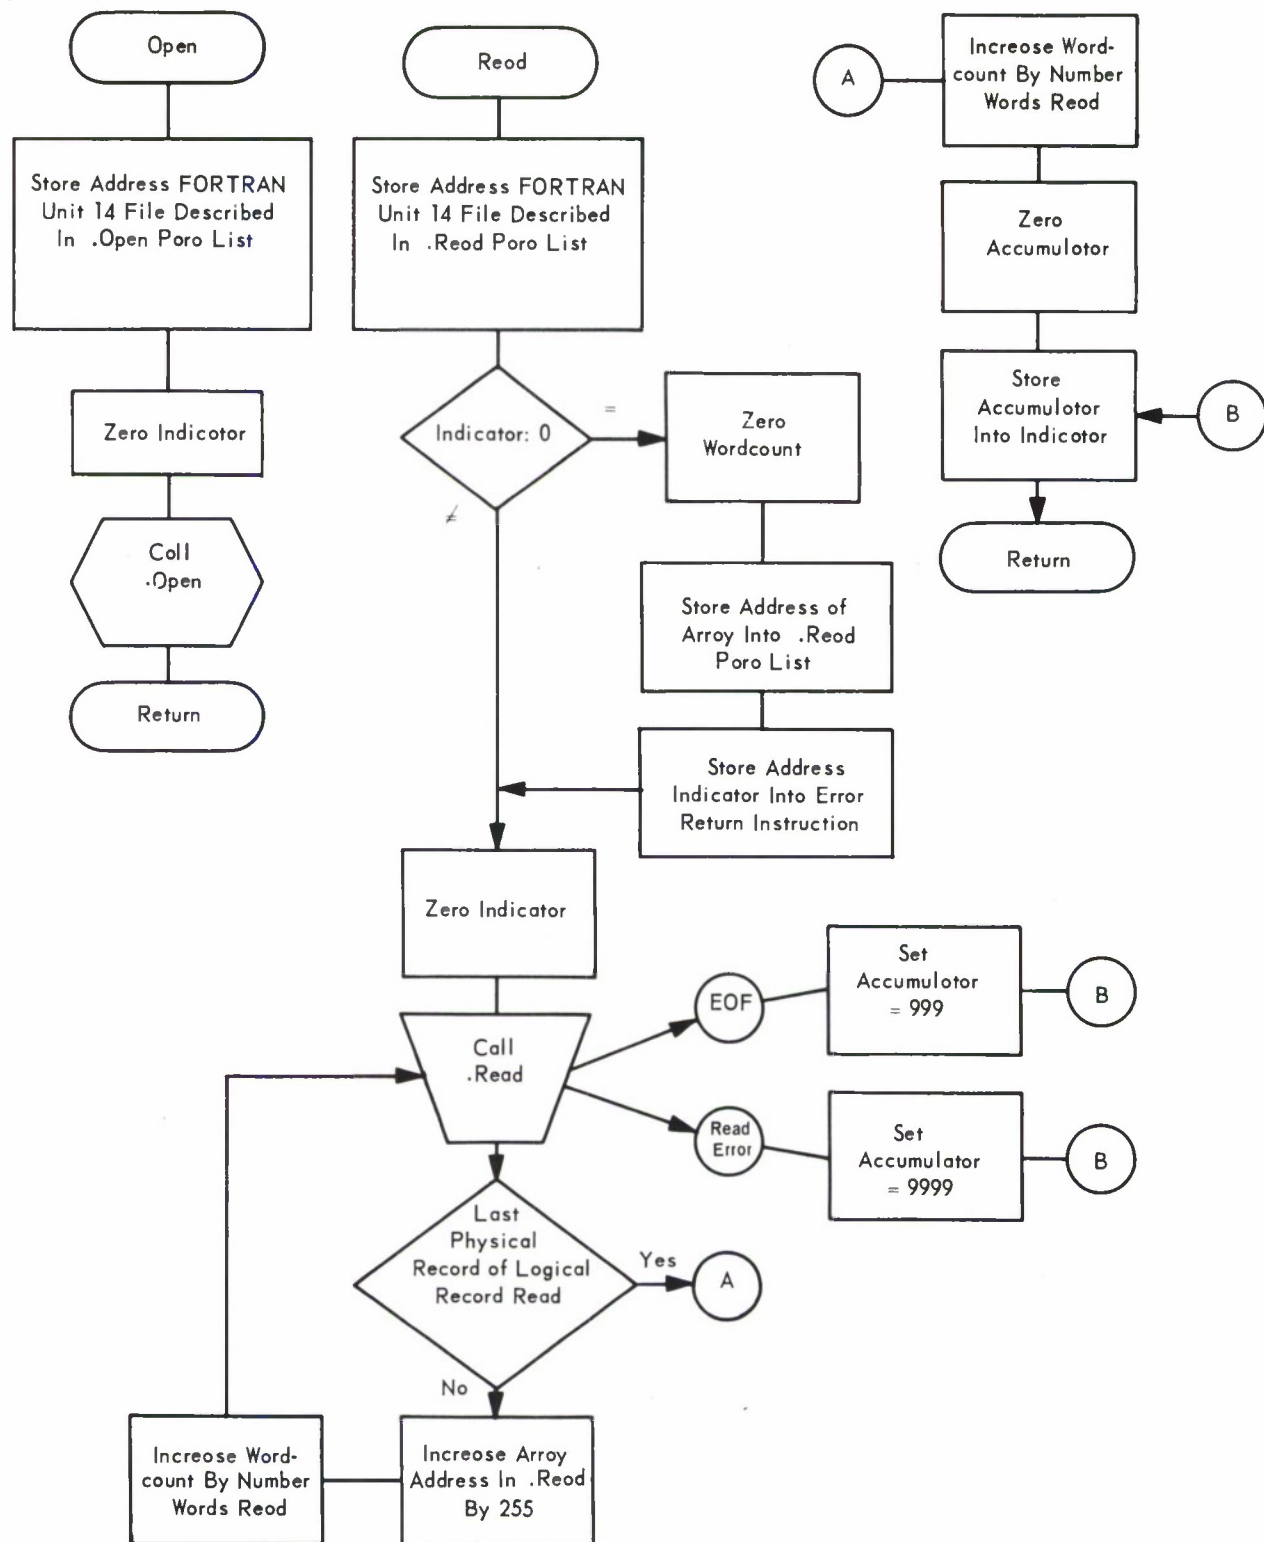 Open
Store Address FORTRAN
Unit 14 File Described
In .Open Poro List
Zero Indicotor
Coll
.Open
Return
Reod
Store Address FORTRAN
Unit 14 File Described
In .Reod Poro List
Indicator: 0
=
≠
Zero
Wordcount
Store Address of
Arroy Into .Reod
Poro List
Store Address
Indicator Into Error
Return Instruction
Zero Indicator
Call
.Read
EOF
Set
Accumulotor
= 999
B
Read
Error
Set
Accumulator
= 9999
B
Last
Physical
Record of Logical
Record Read
Yes
A
No
Increose Arroy
Address In .Reod
By 255
Increose Word-
count By Number
Words Reod
A
Increose Word-
count By Number
Words Reod
Zero
Accumulotor
Store
Accumulotor
Into Indicotor
B
Return